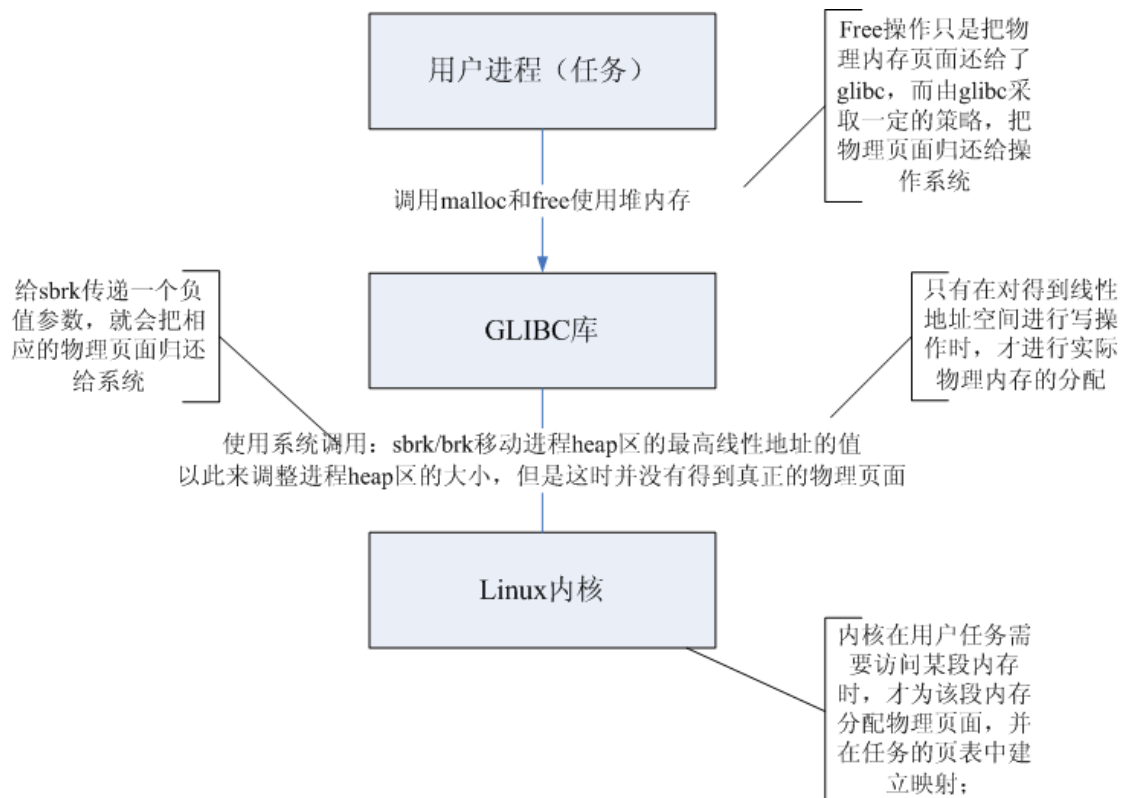 用户进程（任务）
Free操作只是把物
理内存页面还给了
glibc，而由glibc采
取一定的策略，把
物理页面归还给操
作系统
调用malloc和free使用堆内存
给sbrk传递一个负
值参数，就会把相
应的物理页面归还
给系统
GLIBC库
只有在对得到线性
地址空间进行写操
作时，才进行实际
物理内存的分配
使用系统调用：sbrk/brk移动进程heap区的最高线性地址的值
以此来调整进程heap区的大小，但是这时并没有得到真正的物理页面
Linux内核
内核在用户任务需
要访问某段内存
时，才为该段内存
分配物理页面，并
在任务的页表中建
立映射；